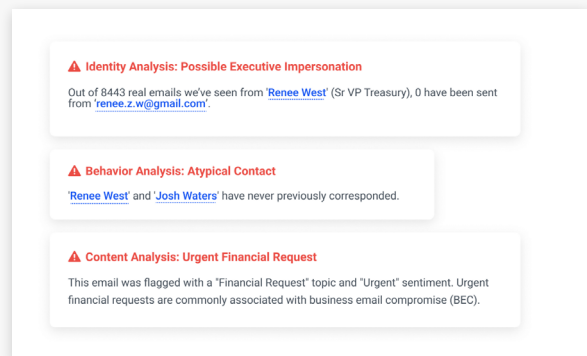 Identity Analysis: Possible Executive Impersonation
Out of 8443 real emails we've seen from 'Renee West' (Sr VP Treasury), 0 have been sent
from 'renee.z.w@gmail.com'.
Behavior Analysis: Atypical Contact
'Renee West' and 'Josh Waters' have never previously corresponded.
Content Analysis: Urgent Financial Request
This email was flagged with a "Financial Request" topic and "Urgent" sentiment. Urgent
financial requests are commonly associated with business email compromise (BEC).